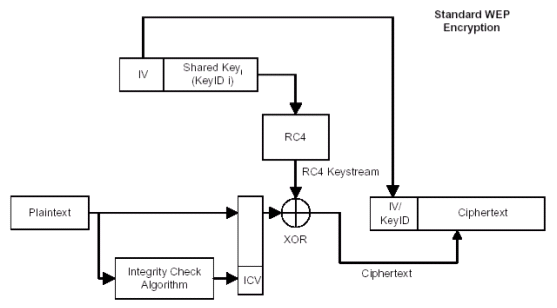 Standard WEP
Encryption
IV
Shared Keyi
(KeyID i)
RC4
RC4 Keystream
Plaintext
XOR
IV/
KeyID
Ciphertext
Integrity Check
Algorithm
ICV
Ciphertext